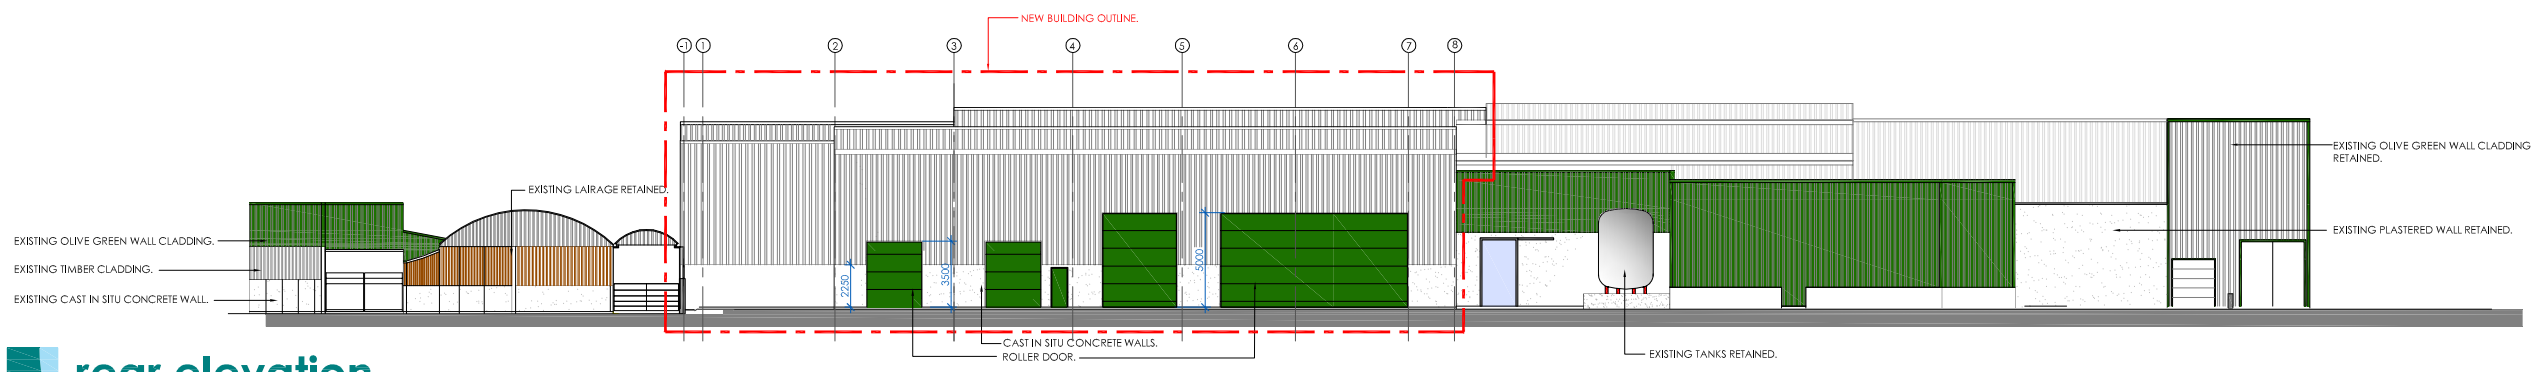 NEW BUILDING OUTLINE.
-1 1 2 3 4 5 6 7 8
EXISTING LAIRAGE RETAINED.
EXISTING OLIVE GREEN WALL CLADDING.
EXISTING TIMBER CLADDING.
EXISTING CAST IN SITU CONCRETE WALL.
2250
3500
5000
CAST IN SITU CONCRETE WALLS.
ROLLER DOOR.
EXISTING TANKS RETAINED.
EXISTING OLIVE GREEN WALL CLADDING
RETAINED.
EXISTING PLASTERED WALL RETAINED.
rear elevation